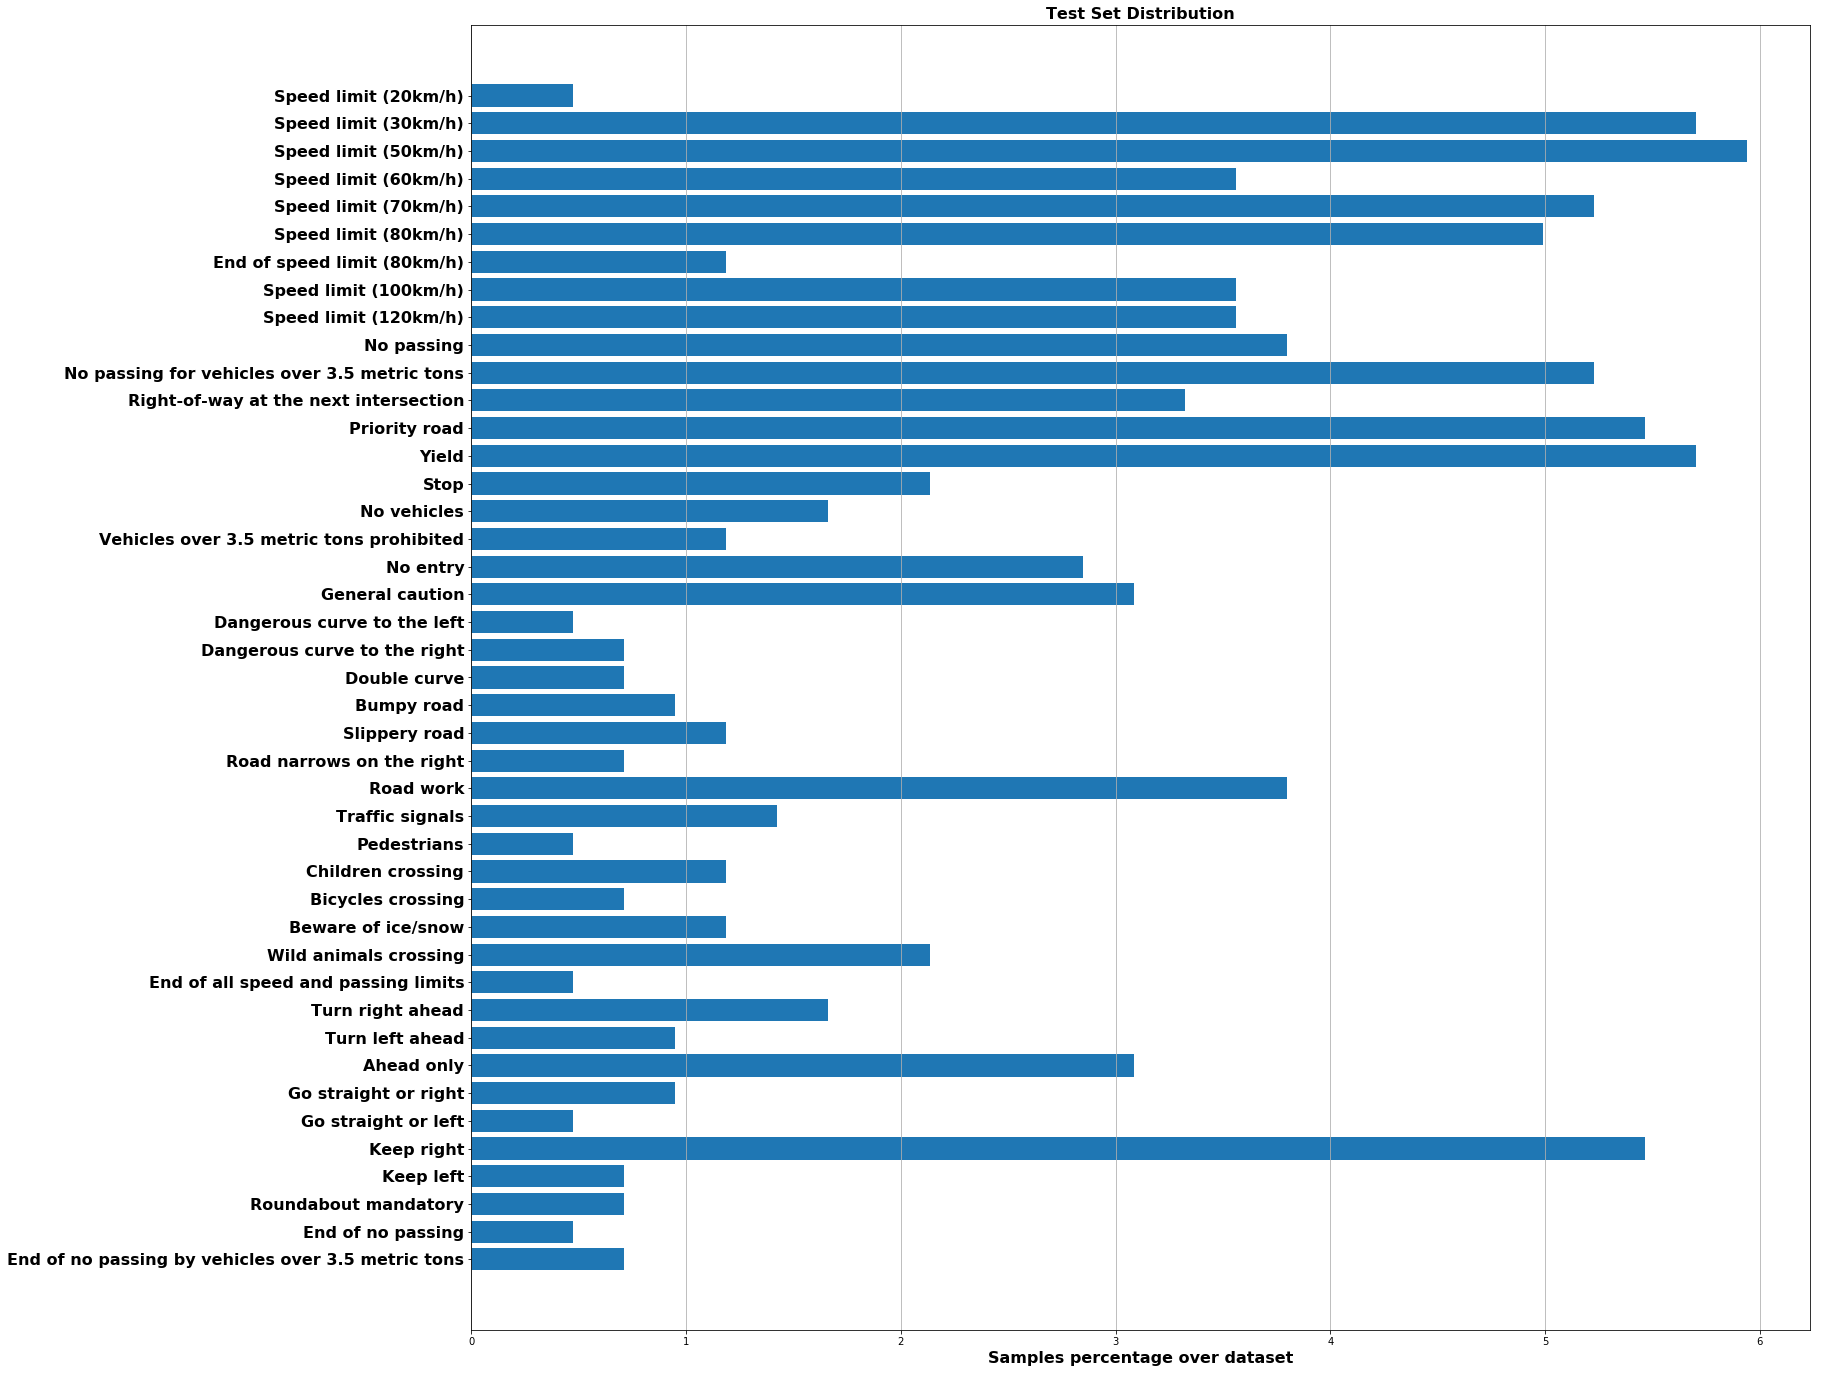 Test Set Distribution
Speed limit (20km/h)
Speed limit (30km/h)
Speed limit (50km/h)
Speed limit (60km/h)
Speed limit (70km/h)
Speed limit (80km/h)
End of speed limit (80km/h)
Speed limit (100km/h)
Speed limit (120km/h)
No passing
No passing for vehicles over 3.5 metric tons
Right-of-way at the next intersection
Priority road
Yield
Stop
No vehicles
Vehicles over 3.5 metric tons prohibited
No entry
General caution
Dangerous curve to the left
Dangerous curve to the right
Double curve
Bumpy road
Slippery road
Road narrows on the right
Road work
Traffic signals
Pedestrians
Children crossing
Bicycles crossing
Beware of ice/snow
Wild animals crossing
End of all speed and passing limits
Turn right ahead
Turn left ahead
Ahead only
Go straight or right
Go straight or left
Keep right
Keep left
Roundabout mandatory
End of no passing
End of no passing by vehicles over 3.5 metric tons
0 1 2 3 4 5 6
Samples percentage over dataset